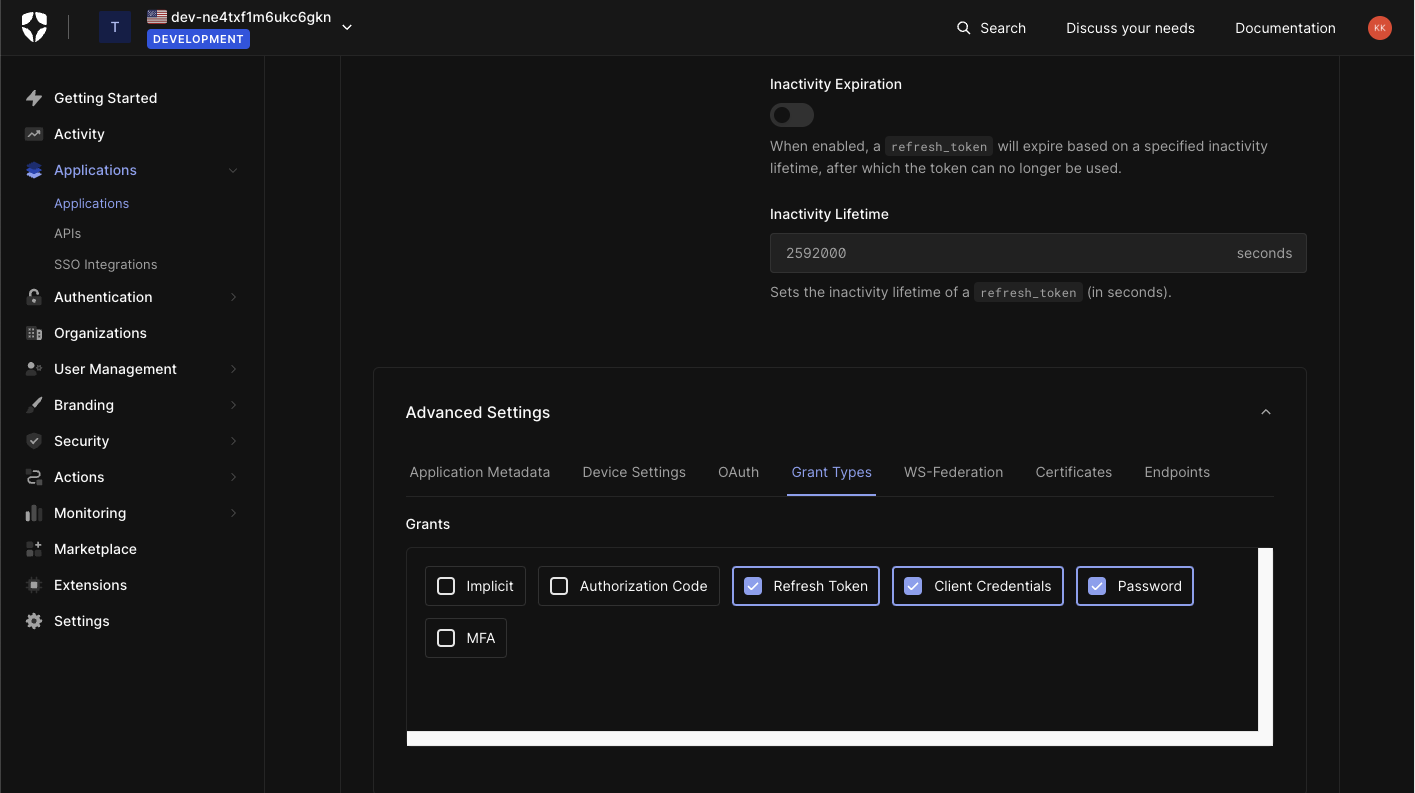 T
dev-ne4txf1m6ukc6gkn
DEVELOPMENT
Search
Discuss your needs
Documentation
KK
Getting Started
Activity
Applications
Applications
APIs
SSO Integrations
Authentication
Organizations
User Management
Branding
Security
Actions
Monitoring
Marketplace
Extensions
Settings
Inactivity Expiration
When enabled, a refresh_token will expire based on a specified inactivity
lifetime, after which the token can no longer be used.
Inactivity Lifetime
2592000 seconds
Sets the inactivity lifetime of a refresh_token (in seconds).
Advanced Settings
Application Metadata Device Settings OAuth Grant Types WS-Federation Certificates Endpoints
Grants
Implicit Authorization Code Refresh Token Client Credentials Password
MFA